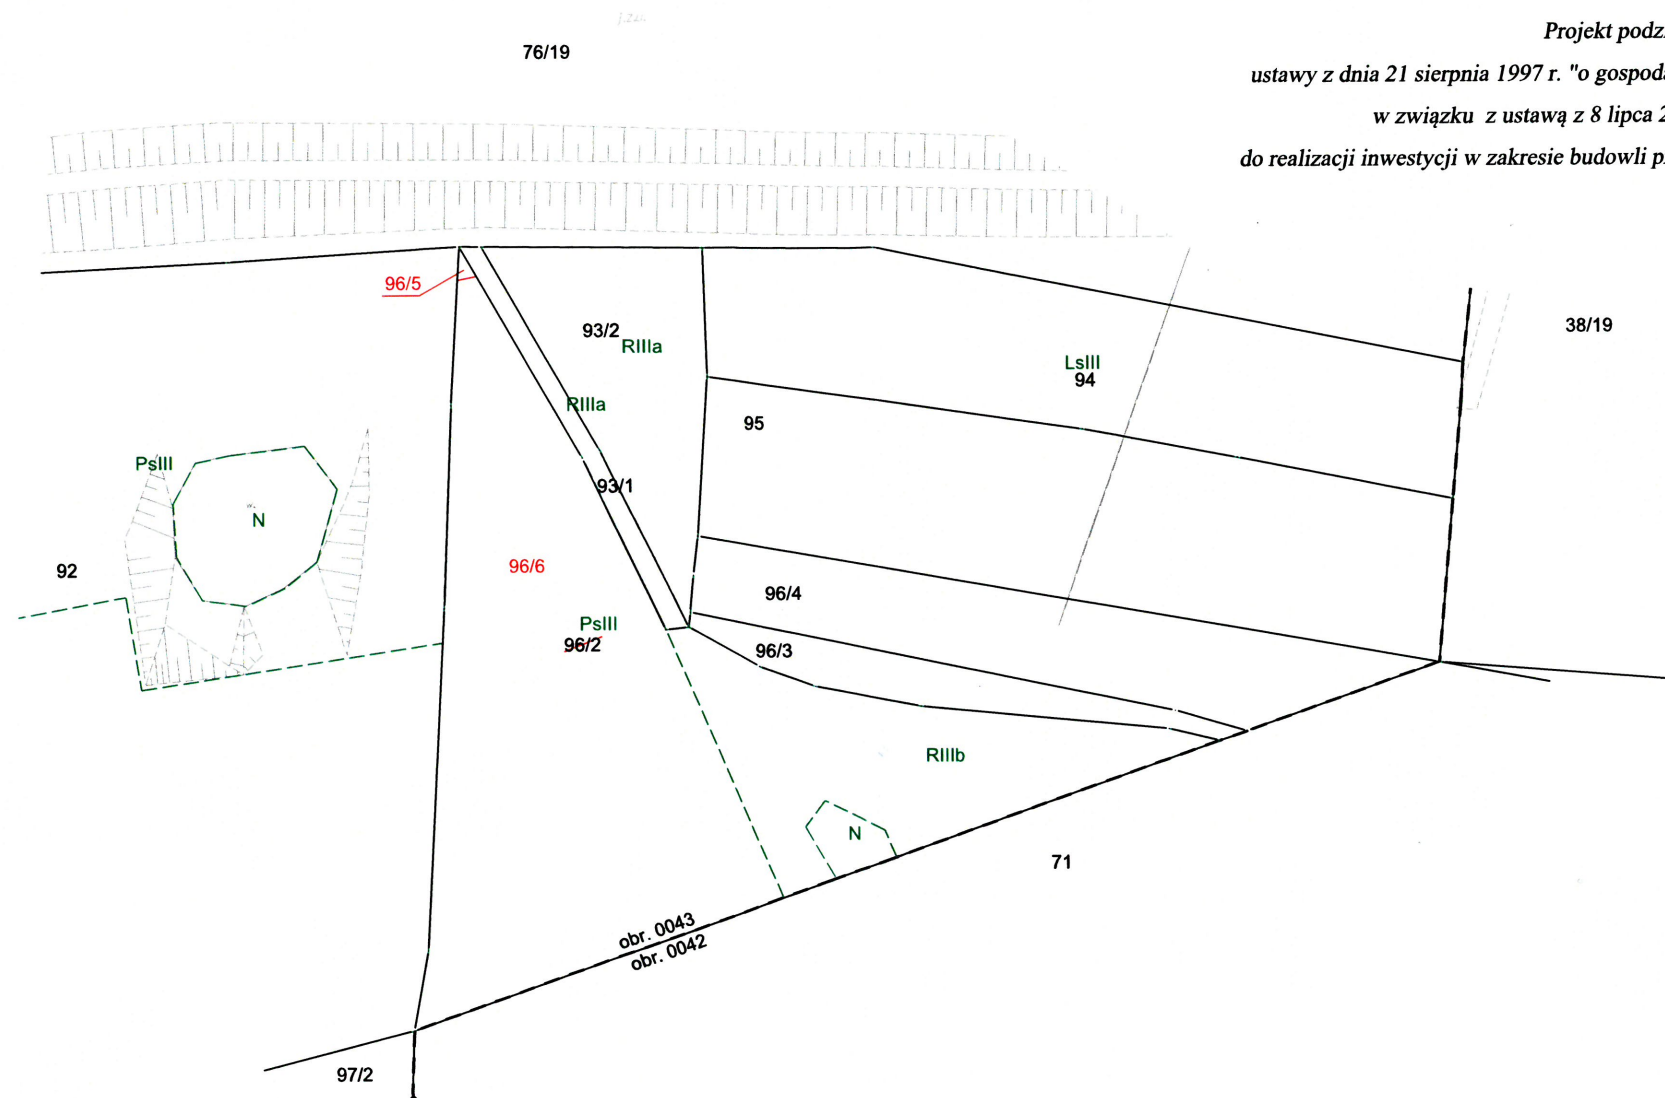 Projekt podz
ustawy z dnia 21 sierpnia 1997 r. "o gospoda
w związku z ustawą z 8 lipca 2
do realizacji inwestycji w zakresie budowli p
76/19
96/5
93/2
RIIIa
38/19
LsIII
94
RIIIa
95
PsIII
93/1
N
96/6
92
96/4
PsIII
96/2
96/3
RIIIb
N
71
obr. 0043
obr. 0042
97/2